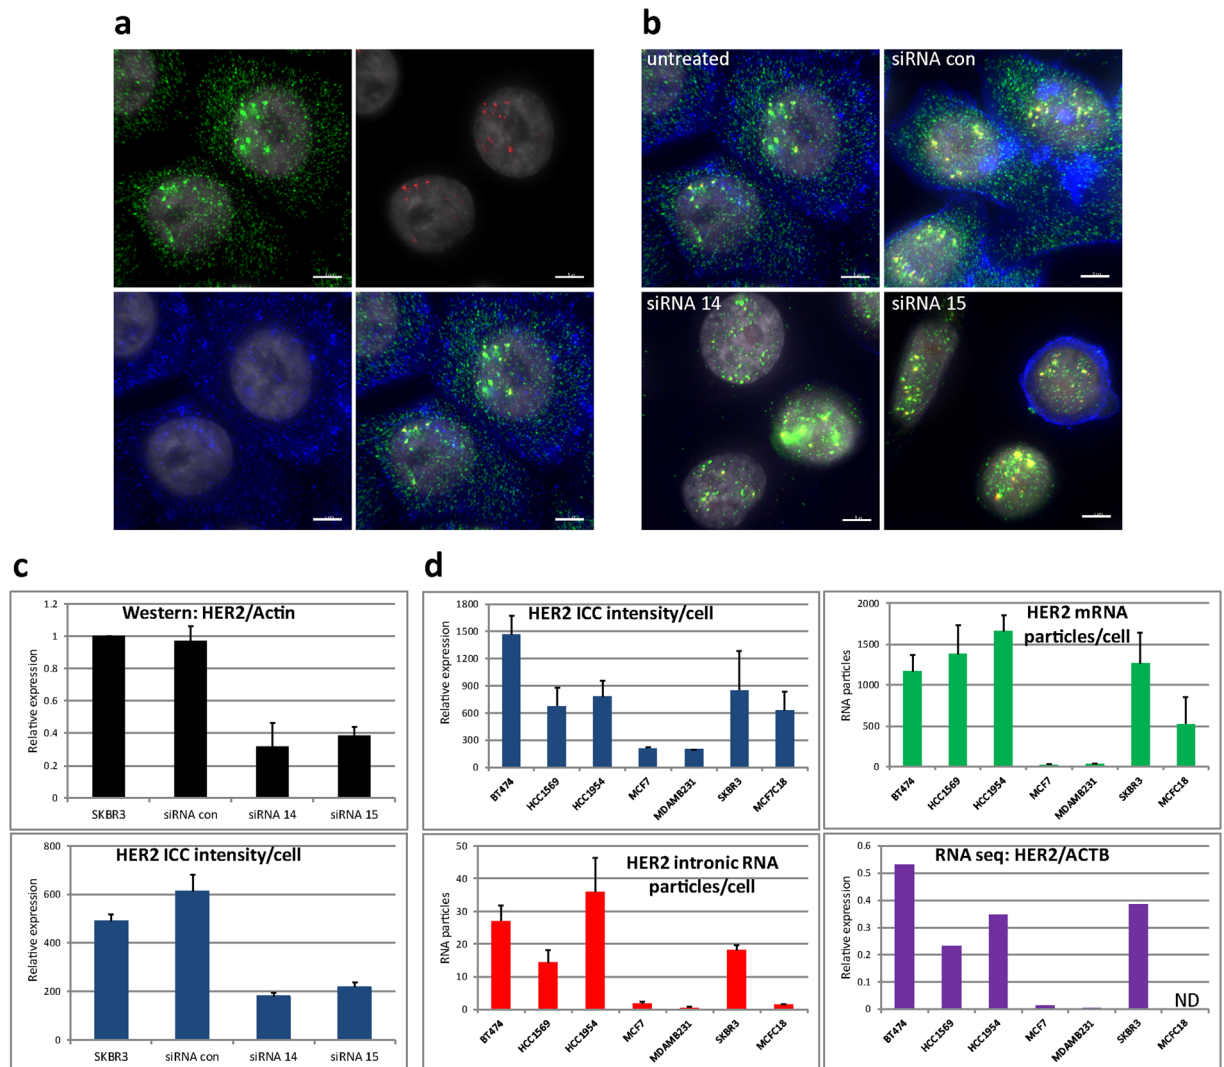 a
b
untreated
siRNA con
siRNA 14
siRNA 15
c
Western: HER2/Actin
Relative expression
1.2
1
0.8
0.6
0.4
0.2
0
SKBR3
siRNA con
siRNA 14
siRNA 15
HER2 ICC intensity/cell
Relative expression
800
600
400
200
0
SKBR3
siRNA con
siRNA 14
siRNA 15
d
HER2 ICC intensity/cell
Relative expression
1800
1500
1200
900
600
300
0
BT474
HCC1569
HCC1954
MCF7
MDAMB231
SKBR3
MCF7C18
HER2 mRNA
particles/cell
RNA particles
2000
1500
1000
500
0
BT474
HCC1569
HCC1954
MCF7
MDAMB231
SKBR3
MCFC18
HER2 intronic RNA
particles/cell
RNA particles
50
40
30
20
10
0
BT474
HCC1569
HCC1954
MCF7
MDAMB231
SKBR3
MCFC18
RNA seq: HER2/ACTB
Relative expression
0.6
0.5
0.4
0.3
0.2
0.1
0
ND
BT474
HCC1569
HCC1954
MCF7
MDAMB231
SKBR3
MCFC18